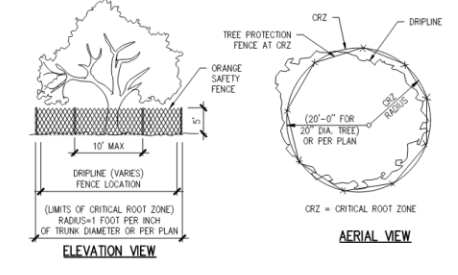 ORANGE
SAFETY
FENCE
5'
10' MAX
DRIPLINE (VARIES)
FENCE LOCATION
(LIMITS OF CRITICAL ROOT ZONE)
RADIUS=1 FOOT PER INCH
OF TRUNK DIAMETER OR PER PLAN
ELEVATION VIEW
CRZ
DRIPLINE
TREE PROTECTION
FENCE AT CRZ
CRZ
RADIUS
(20'-0" FOR
20" DIA. TREE)
OR PER PLAN
CRZ = CRITICAL ROOT ZONE
AERIAL VIEW